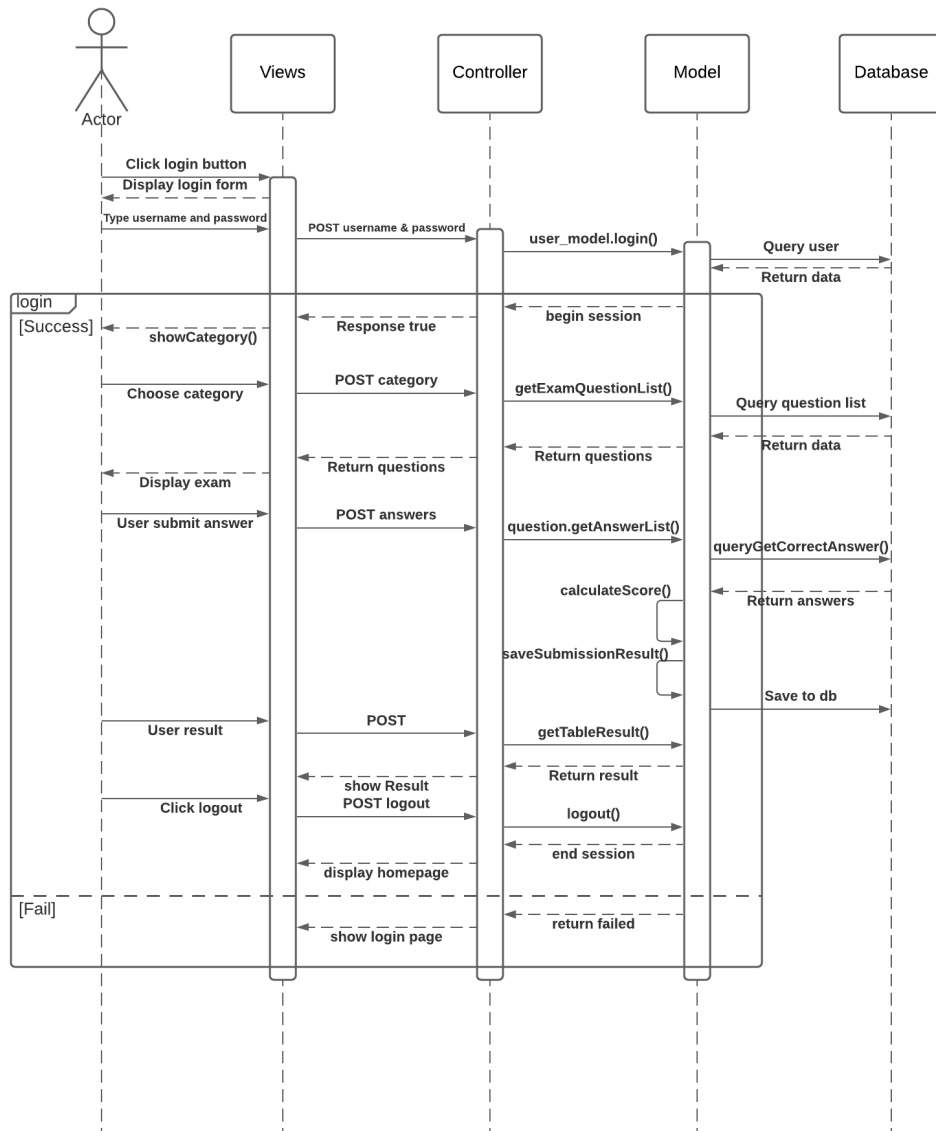 Views
Controller
Model
Database
Actor
Click login button
Display login form
Type username and password
POST username & password
user_model.login()
Query user
Return data
login
[Success]
begin session
Response true
showCategory()
Choose category
POST category
getExamQuestionList()
Query question list
Return data
Return questions
Return questions
Display exam
User submit answer
POST answers
question.getAnswerList()
queryGetCorrectAnswer()
Return answers
calculateScore()
saveSubmissionResult()
Save to db
User result
POST
getTableResult()
Return result
show Result
Click logout
POST logout
logout()
end session
display homepage
[Fail]
return failed
show login page